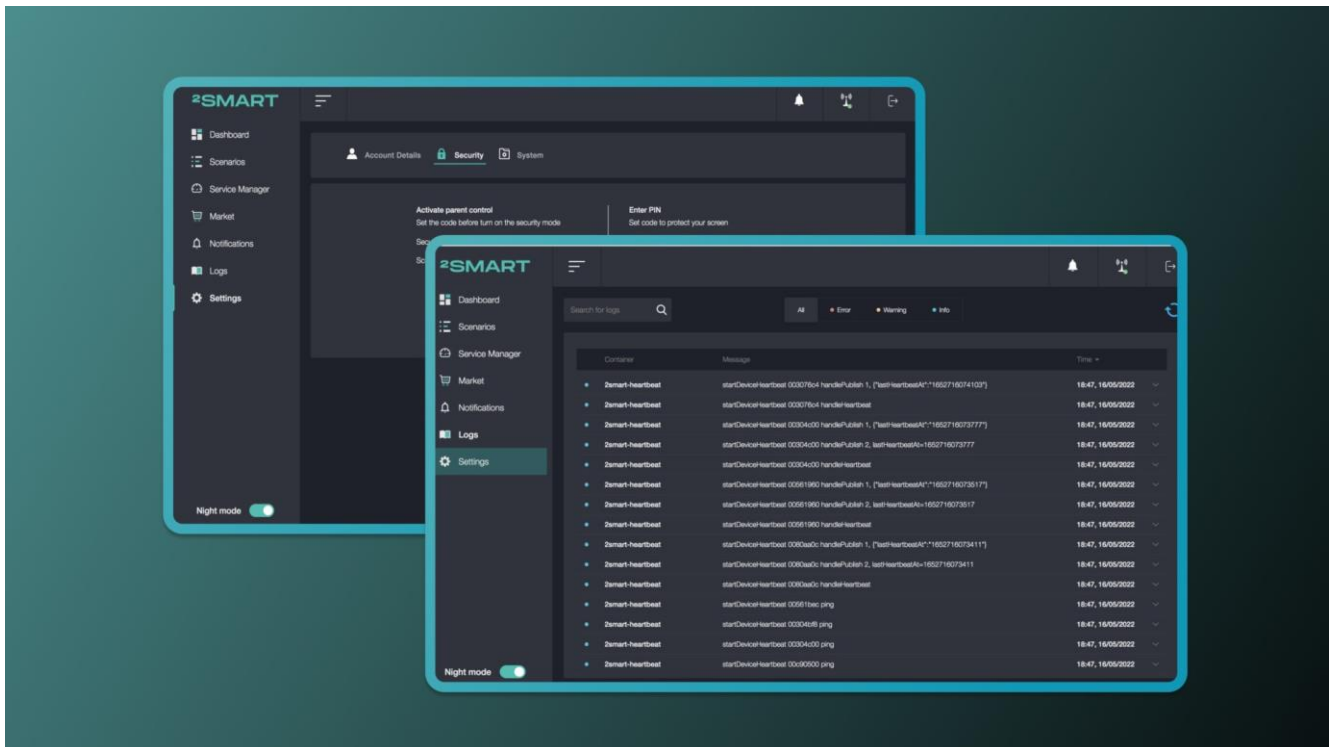 ²SMART
Dashboard
Scenarios
Service Manager
Market
Notifications
Logs
Settings
Night mode
Account Details Security System
Activate parent control
Set the code before turn on the security mode
Enter PIN
Set code to protect your screen
²SMART
Dashboard
Scenarios
Service Manager
Market
Notifications
Logs
Settings
Night mode
Search for logs All Error Warning Info
Container Message Time
2smart-heartbeat startDeviceHeartbeat 003076c4 handlePublish 1, {"lastHeartbeatAt":"1652716074103"} 18:47, 16/05/2022
2smart-heartbeat startDeviceHeartbeat 003076c4 handleHeartbeat 18:47, 16/05/2022
2smart-heartbeat startDeviceHeartbeat 00304c00 handlePublish 1, {"lastHeartbeatAt":"1652716073777"} 18:47, 16/05/2022
2smart-heartbeat startDeviceHeartbeat 00304c00 handlePublish 2, lastHeartbeatAt=1652716073777 18:47, 16/05/2022
2smart-heartbeat startDeviceHeartbeat 00304c00 handleHeartbeat 18:47, 16/05/2022
2smart-heartbeat startDeviceHeartbeat 00561960 handlePublish 1, {"lastHeartbeatAt":"1652716073517"} 18:47, 16/05/2022
2smart-heartbeat startDeviceHeartbeat 00561960 handlePublish 2, lastHeartbeatAt=1652716073517 18:47, 16/05/2022
2smart-heartbeat startDeviceHeartbeat 00561960 handleHeartbeat 18:47, 16/05/2022
2smart-heartbeat startDeviceHeartbeat 0080aa0c handlePublish 1, {"lastHeartbeatAt":"1652716073411"} 18:47, 16/05/2022
2smart-heartbeat startDeviceHeartbeat 0080aa0c handlePublish 2, lastHeartbeatAt=1652716073411 18:47, 16/05/2022
2smart-heartbeat startDeviceHeartbeat 0080aa0c handleHeartbeat 18:47, 16/05/2022
2smart-heartbeat startDeviceHeartbeat 00561bec ping 18:47, 16/05/2022
2smart-heartbeat startDeviceHeartbeat 00304bf8 ping 18:47, 16/05/2022
2smart-heartbeat startDeviceHeartbeat 00304c00 ping 18:47, 16/05/2022
2smart-heartbeat startDeviceHeartbeat 00c90500 ping 18:47, 16/05/2022